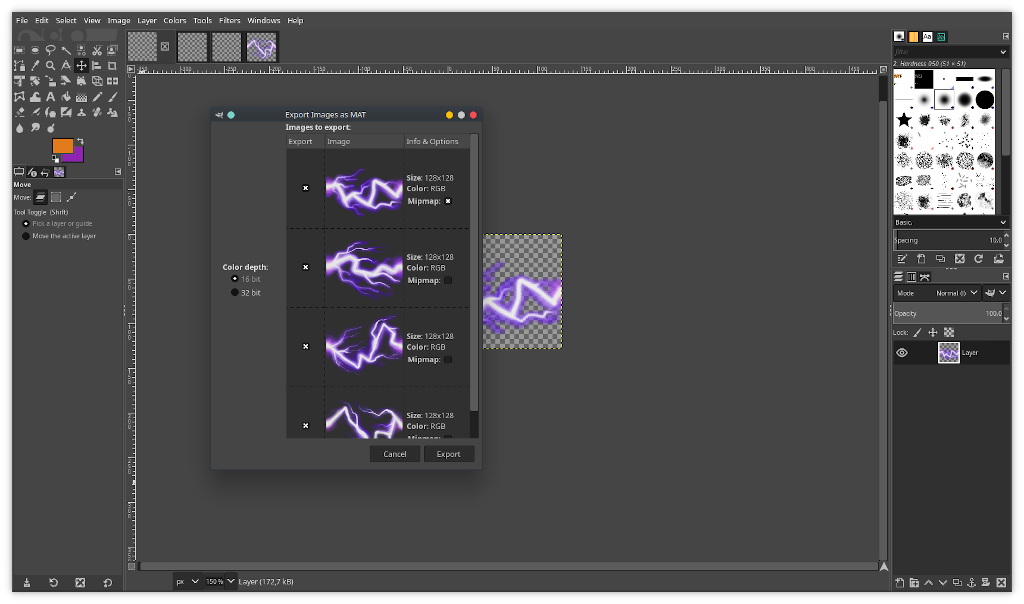 File Edit Select View Image Layer Colors Tools Filters Windows Help
Export Images as MAT
Images to export:
Export Image Info & Options
Size: 128x128
Color: RGB
Mipmap:
Size: 128x128
Color: RGB
Mipmap:
Size: 128x128
Color: RGB
Mipmap:
Size: 128x128
Color: RGB
Mipmap:
Color depth:
16 bit
32 bit
Cancel Export
Move
Move:
Tool Toggle (Shift)
Pick a layer or guide
Move the active layer
filter
Aa
2. Hardness 050 (51 × 51)
Basic
Spacing 10,0
Mode Normal (l)
Opacity 100,0
Lock:
Layer
px 150 % Layer (172,7 kB)